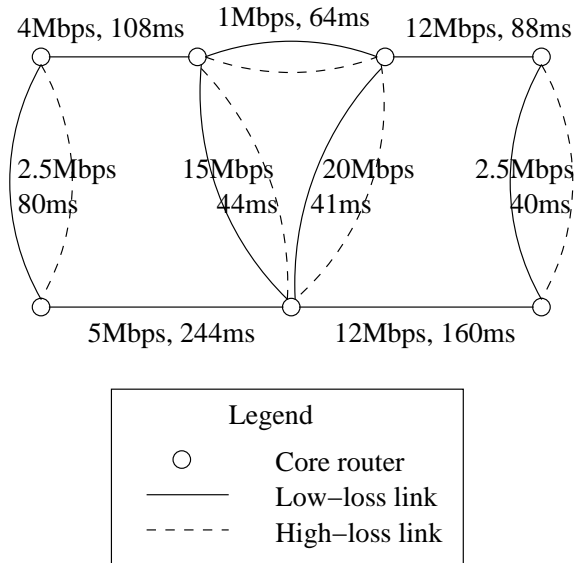 4Mbps, 108ms
1Mbps, 64ms
12Mbps, 88ms
2.5Mbps
80ms
15Mbps
44ms
20Mbps
41ms
2.5Mbps
40ms
5Mbps, 244ms
12Mbps, 160ms
Legend
Core router
Low−loss link
High−loss link